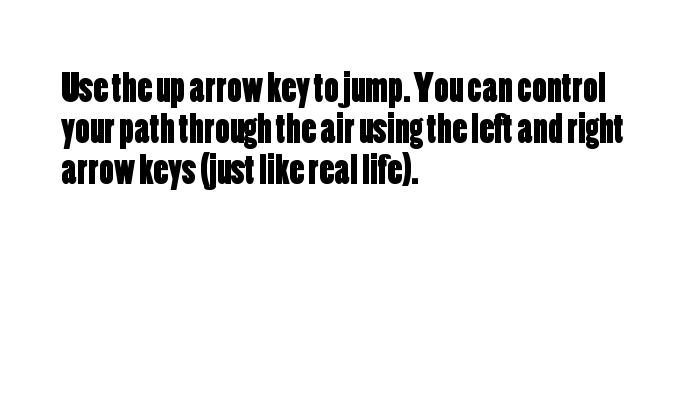 Use the up arrow key to jump. You can control
your path through the air using the left and right
arrow keys (just like real life).